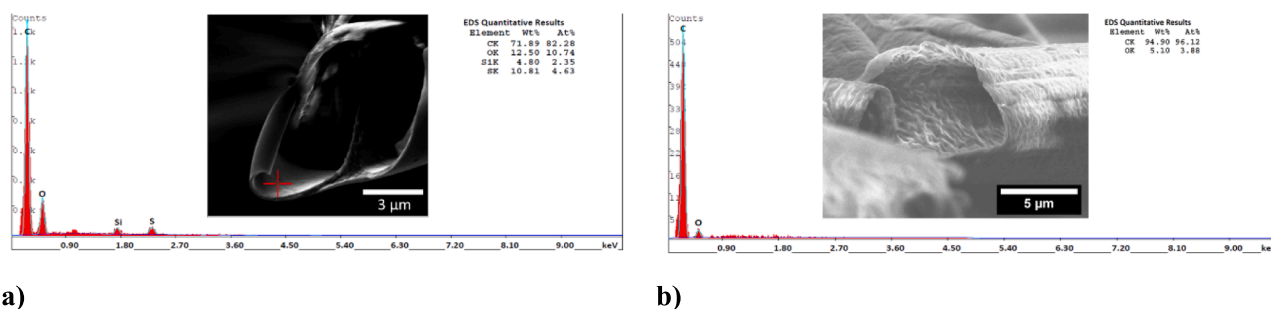 Counts
C
1.3k
O
Si
S
0.90 1.80 2.70 3.60 4.50 5.40 6.30 7.20 8.10 9.00 keV
3 µm
EDS Quantitative Results
Element Wt% At%
CK 71.89 82.28
OK 12.50 10.74
SiK 4.80 2.35
SK 10.81 4.63
a)
Counts
C
O
0.90 1.80 2.70 3.60 4.50 5.40 6.30 7.20 8.10 9.00 ke
5 µm
EDS Quantitative Results
Element Wt% At%
CK 94.90 96.12
OK 5.10 3.88
b)